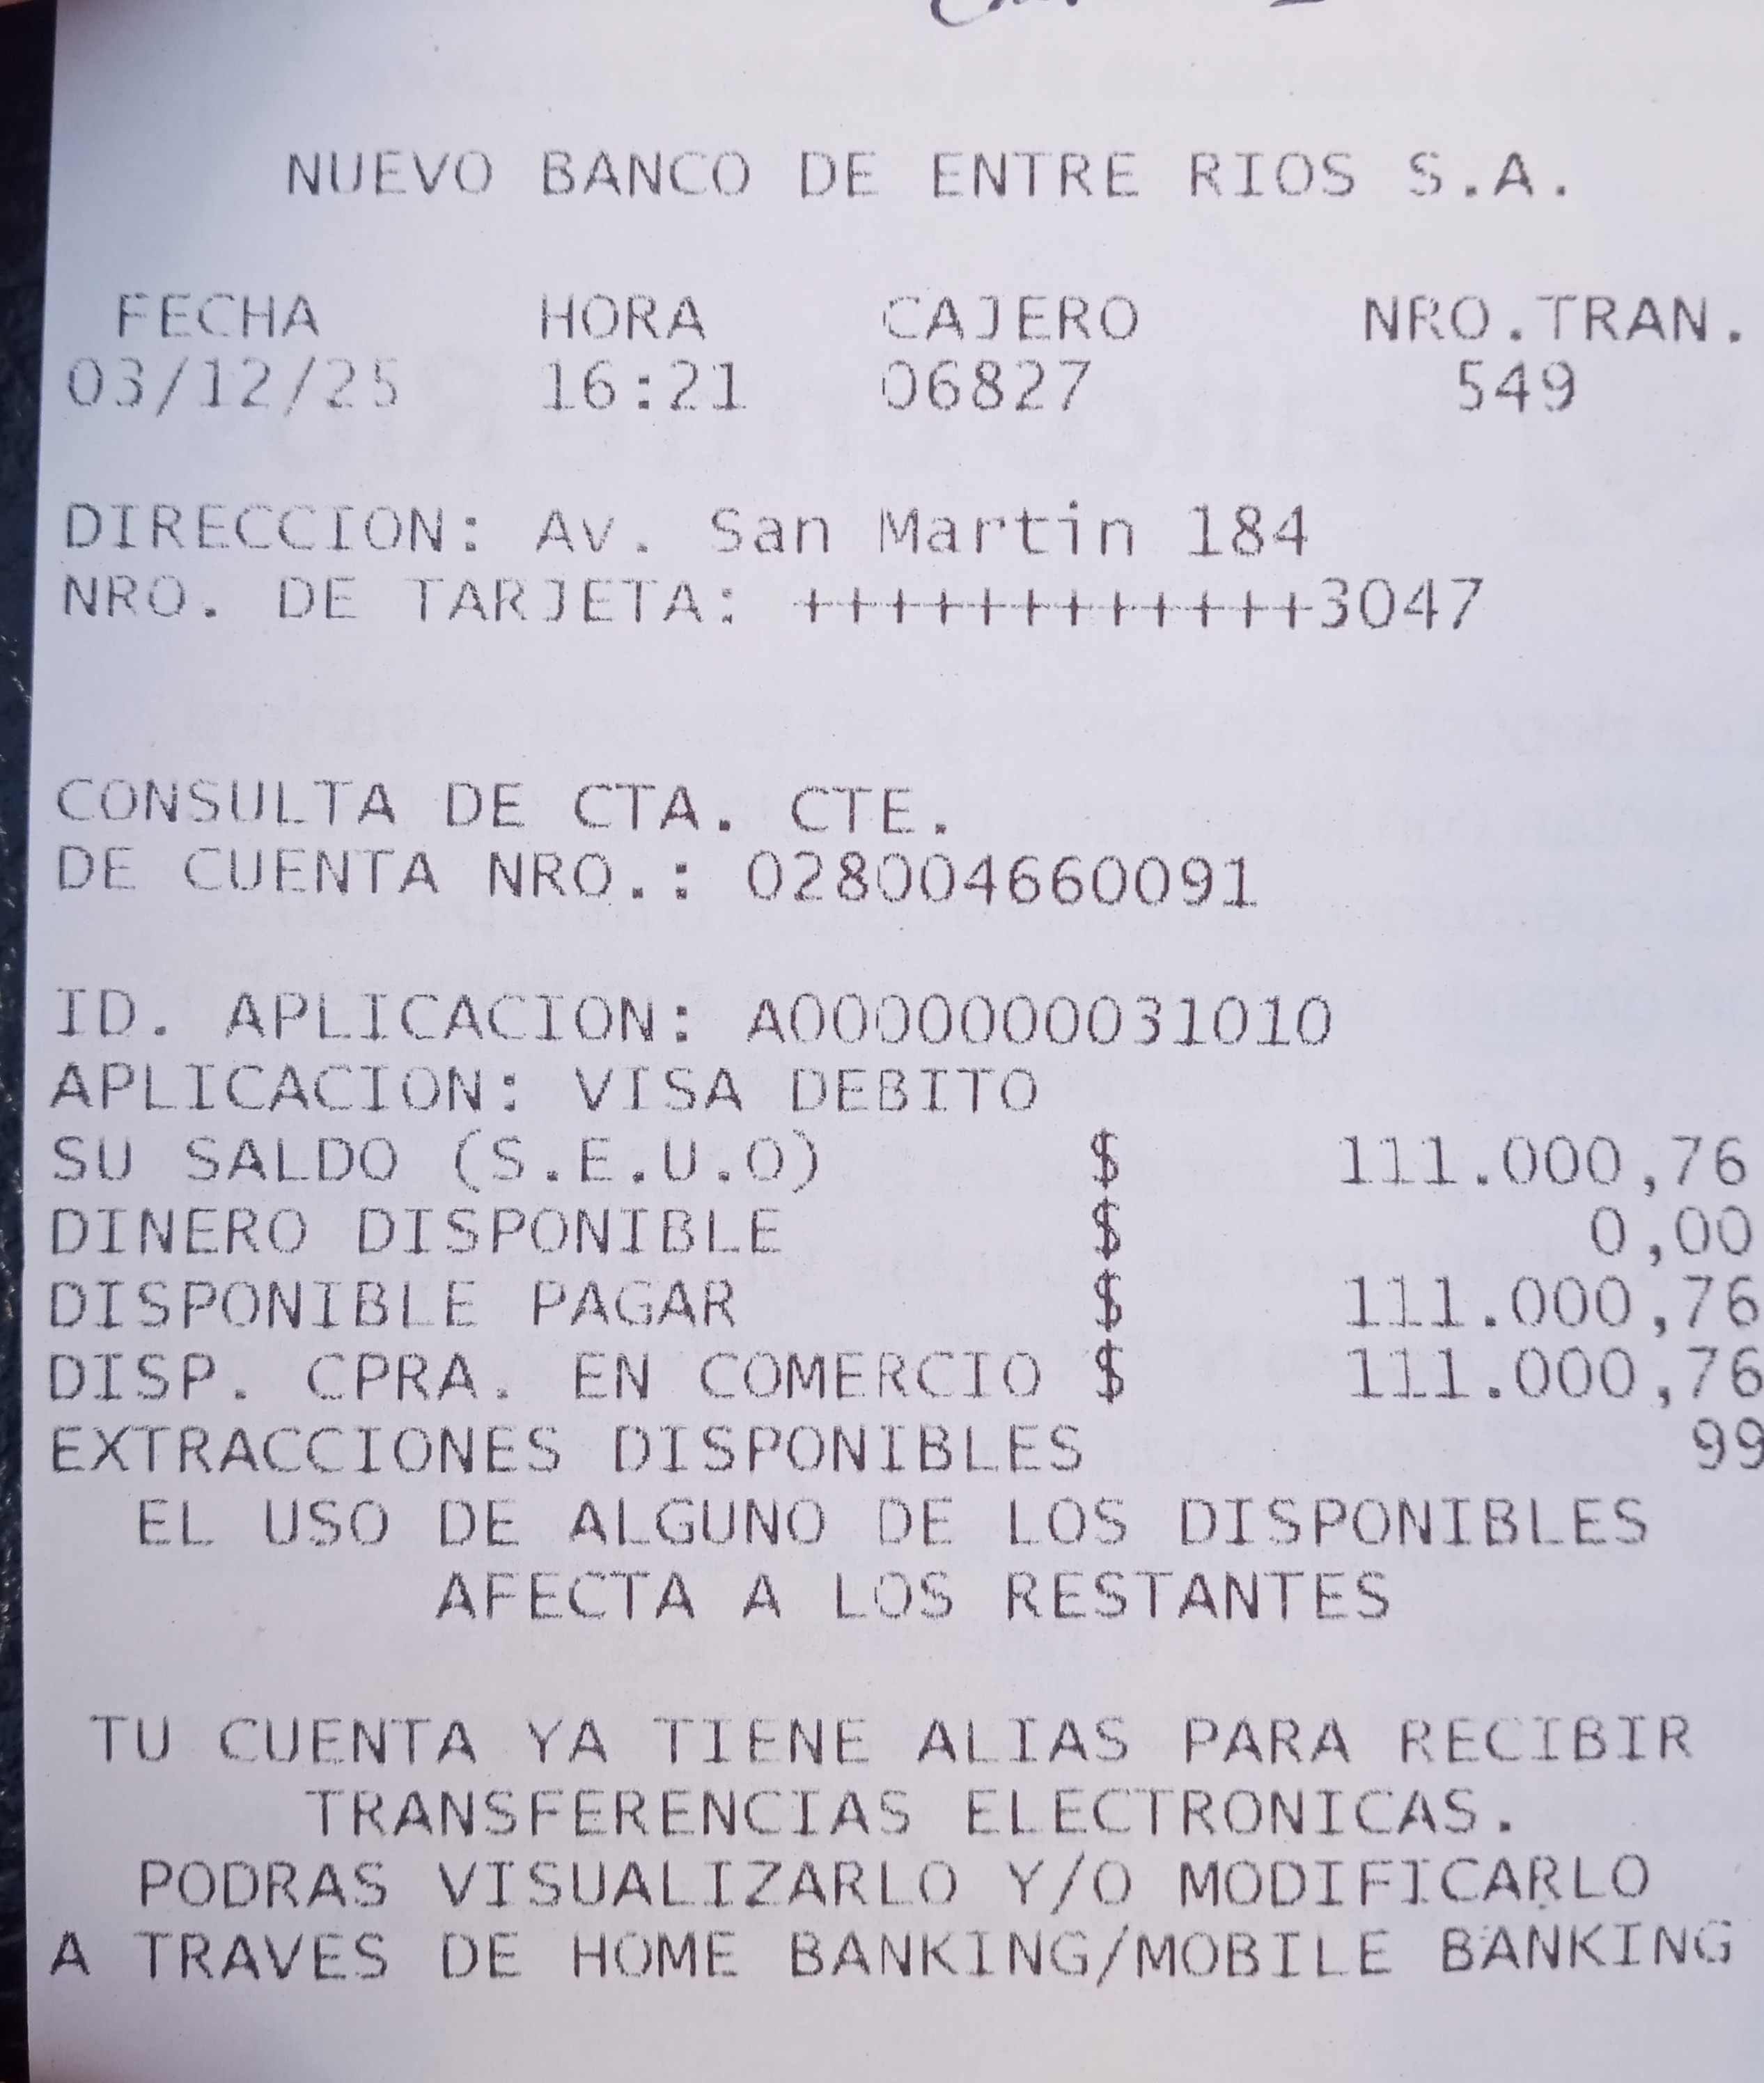 NUEVO BANCO DE ENTRE RIOS S.A.
FECHA HORA CAJERO NRO.TRAN.
03/12/25 16:21 06827 549
DIRECCION: Av. San Martin 184
NRO. DE TARJETA: ++++++++++++3047
CONSULTA DE CTA. CTE.
DE CUENTA NRO.: 028004660091
ID. APLICACION: A0000000031010
APLICACION: VISA DEBITO
SU SALDO (S.E.U.O) $ 111.000,76
DINERO DISPONIBLE $ 0,00
DISPONIBLE PAGAR $ 111.000,76
DISP. CPRA. EN COMERCIO $ 111.000,76
EXTRACCIONES DISPONIBLES 99
EL USO DE ALGUNO DE LOS DISPONIBLES
AFECTA A LOS RESTANTES
TU CUENTA YA TIENE ALIAS PARA RECIBIR
TRANSFERENCIAS ELECTRONICAS.
PODRAS VISUALIZARLO Y/O MODIFICARLO
A TRAVES DE HOME BANKING/MOBILE BANKING